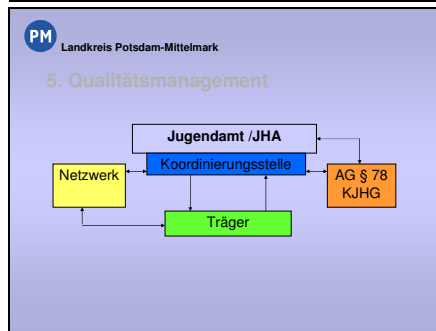 PM
Landkreis Potsdam-Mittelmark
5. Qualitätsmanagement
Jugendamt /JHA
Koordinierungsstelle
Netzwerk
AG § 78
KJHG
Träger